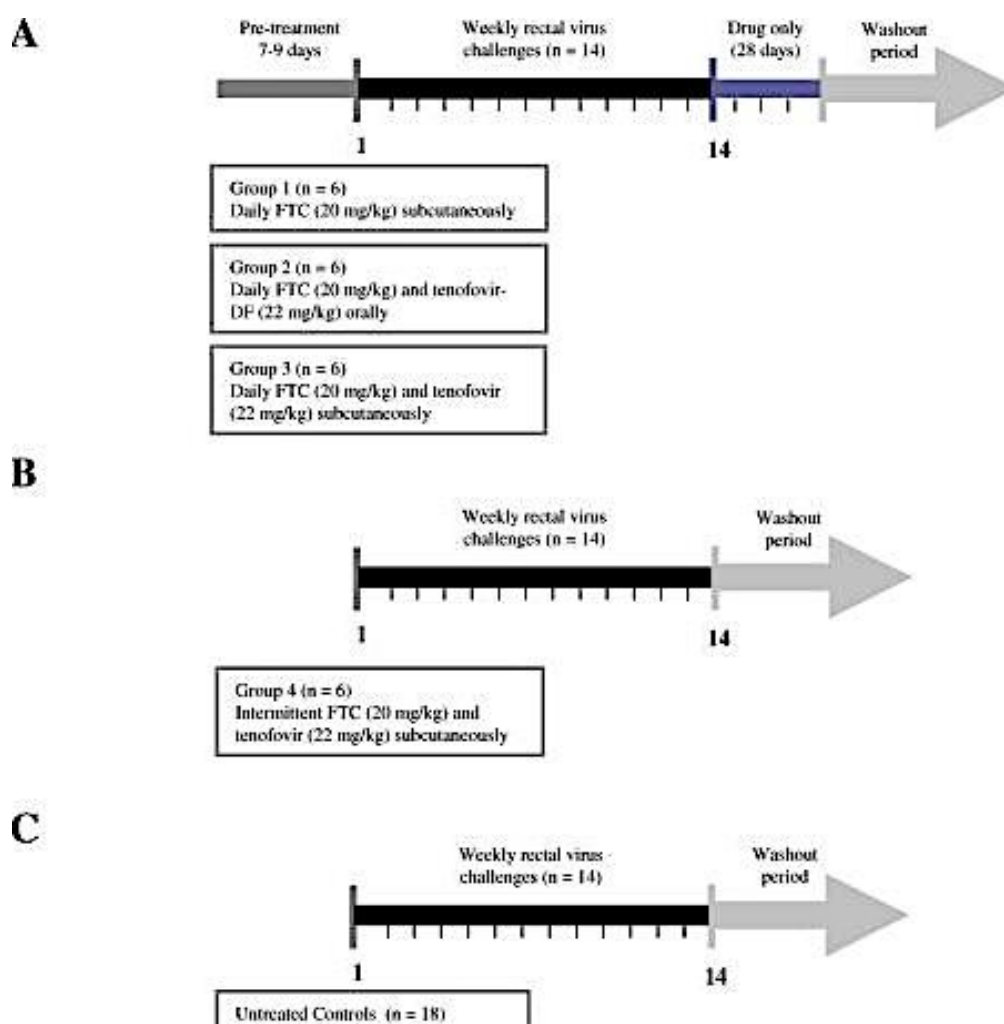 A
Pre-treatment
7-9 days
Weekly rectal virus
challenges (n = 14)
Drug only
(28 days)
Washout
period
1
14
Group 1 (n = 6)
Daily FTC (20 mg/kg) subcutaneously
Group 2 (n = 6)
Daily FTC (20 mg/kg) and tenofovir-
DF (22 mg/kg) orally
Group 3 (n = 6)
Daily FTC (20 mg/kg) and tenofovir
(22 mg/kg) subcutaneously
B
Weekly rectal virus
challenges (n = 14)
Washout
period
1
14
Group 4 (n = 6)
Intermittent FTC (20 mg/kg) and
tenofovir (22 mg/kg) subcutaneously
C
Weekly rectal virus
challenges (n = 14)
Washout
period
1
14
Untreated Controls (n = 18)